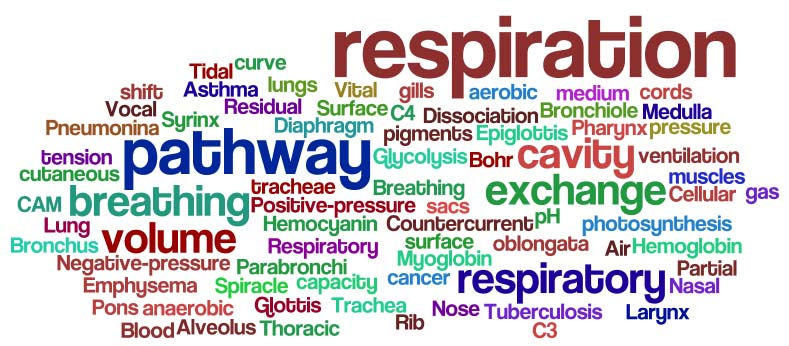 respiration
Tidal curve
shift Asthma lungs Vital gills aerobic medium cords
Vocal Residual Surface C4 Dissociation Bronchiole Medulla
Pneumonina Syrinx Diaphragm pigments Epiglottis Pharynx pressure
tension pathway Glycolysis Bohr cavity ventilation
cutaneous tracheae Breathing exchange Cellular muscles gas
CAM breathing Positive-pressure sacs
Lung Hemocyanin Countercurrent pH photosynthesis
Bronchus volume Respiratory surface oblongata Air Hemoglobin
Negative-pressure Parabronchi Myoglobin Partial
Emphysema Spiracle capacity cancer respiratory Nasal
Pons anaerobic Glottis Trachea Nose Tuberculosis Larynx
Blood Alveolus Thoracic Rib C3